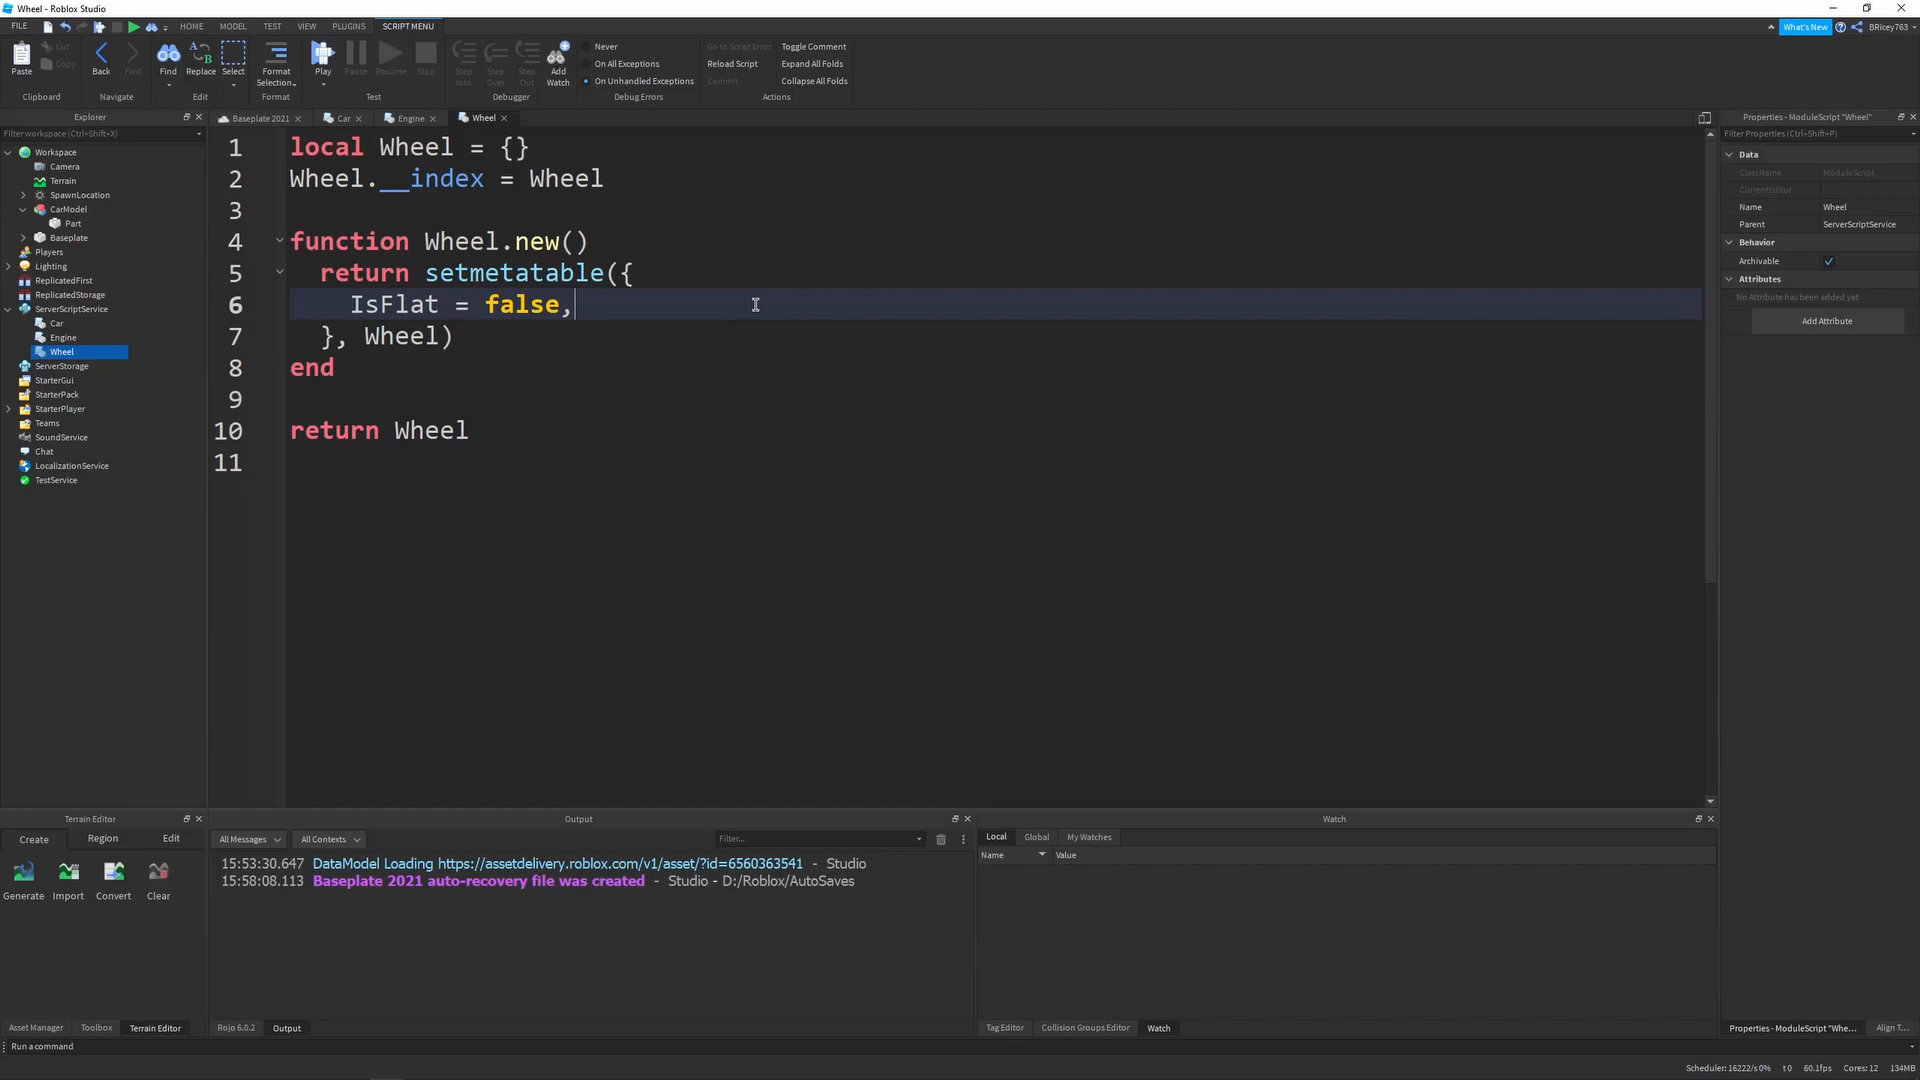 Wheel - Roblox Studio
FILE HOME MODEL TEST VIEW PLUGINS SCRIPT MENU What's New BRicey763
Paste Cut Copy Clipboard
Back Fwd Navigate
Find Replace Select Edit
Format Selection Format
Play Pause Resume Stop Test
Step Into Step Over Step Out Add Watch Debugger
Never
On All Exceptions
On Unhandled Exceptions
Debug Errors
Go to Script Error Toggle Comment
Reload Script Expand All Folds
Commit Collapse All Folds
Actions
Explorer
Filter workspace (Ctrl+Shift+X)
Workspace
Camera
Terrain
SpawnLocation
CarModel
Part
Baseplate
Players
Lighting
ReplicatedFirst
ReplicatedStorage
ServerScriptService
Car
Engine
Wheel
ServerStorage
StarterGui
StarterPack
StarterPlayer
Teams
SoundService
Chat
LocalizationService
TestService
Baseplate 2021 Car Engine Wheel
1 local Wheel = {}
2 Wheel.__index = Wheel
3
4 function Wheel.new()
5 return setmetatable({
6 IsFlat = false,
7 }, Wheel)
8 end
9
10 return Wheel
11
Properties - ModuleScript "Wheel"
Filter Properties (Ctrl+Shift+P)
Data
ClassName ModuleScript
CurrentEditor
Name Wheel
Parent ServerScriptService
Behavior
Archivable
Attributes
No Attribute has been added yet
Add Attribute
Terrain Editor
Create Region Edit
Generate Import Convert Clear
Asset Manager Toolbox Terrain Editor
Output
All Messages All Contexts Filter...
15:53:30.647 DataModel Loading https://assetdelivery.roblox.com/v1/asset/?id=6560363541 - Studio
15:58:08.113 Baseplate 2021 auto-recovery file was created - Studio - D:/Roblox/AutoSaves
Rojo 6.0.2 Output
Watch
Local Global My Watches
Name Value
Tag Editor Collision Groups Editor Watch
Properties - ModuleScript "Whe... Align T...
Run a command
Scheduler: 16222/s 0% t 0 60.1fps Cores: 12 134MB